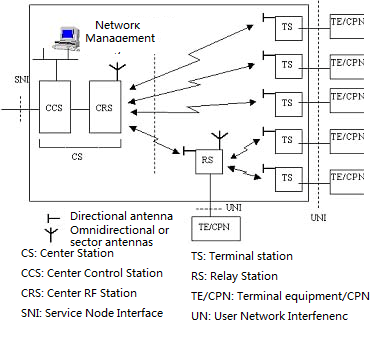 Network
Management
TS
TE/CPN
TS
TE/CPN
SNI
CCS
CRS
TS
TE/CPN
TS
TE/CPN
CS
RS
TS
TE/CPN
UNI
UNI
TE/CPN
Directional antenna
Omnidirectional or
sector antennas
CS: Center Station
TS: Terminal station
CCS: Center Control Station
RS: Relay Station
CRS: Center RF Station
TE/CPN: Terminal equipment/CPN
SNI: Service Node Interface
UN: User Network Interfenenc